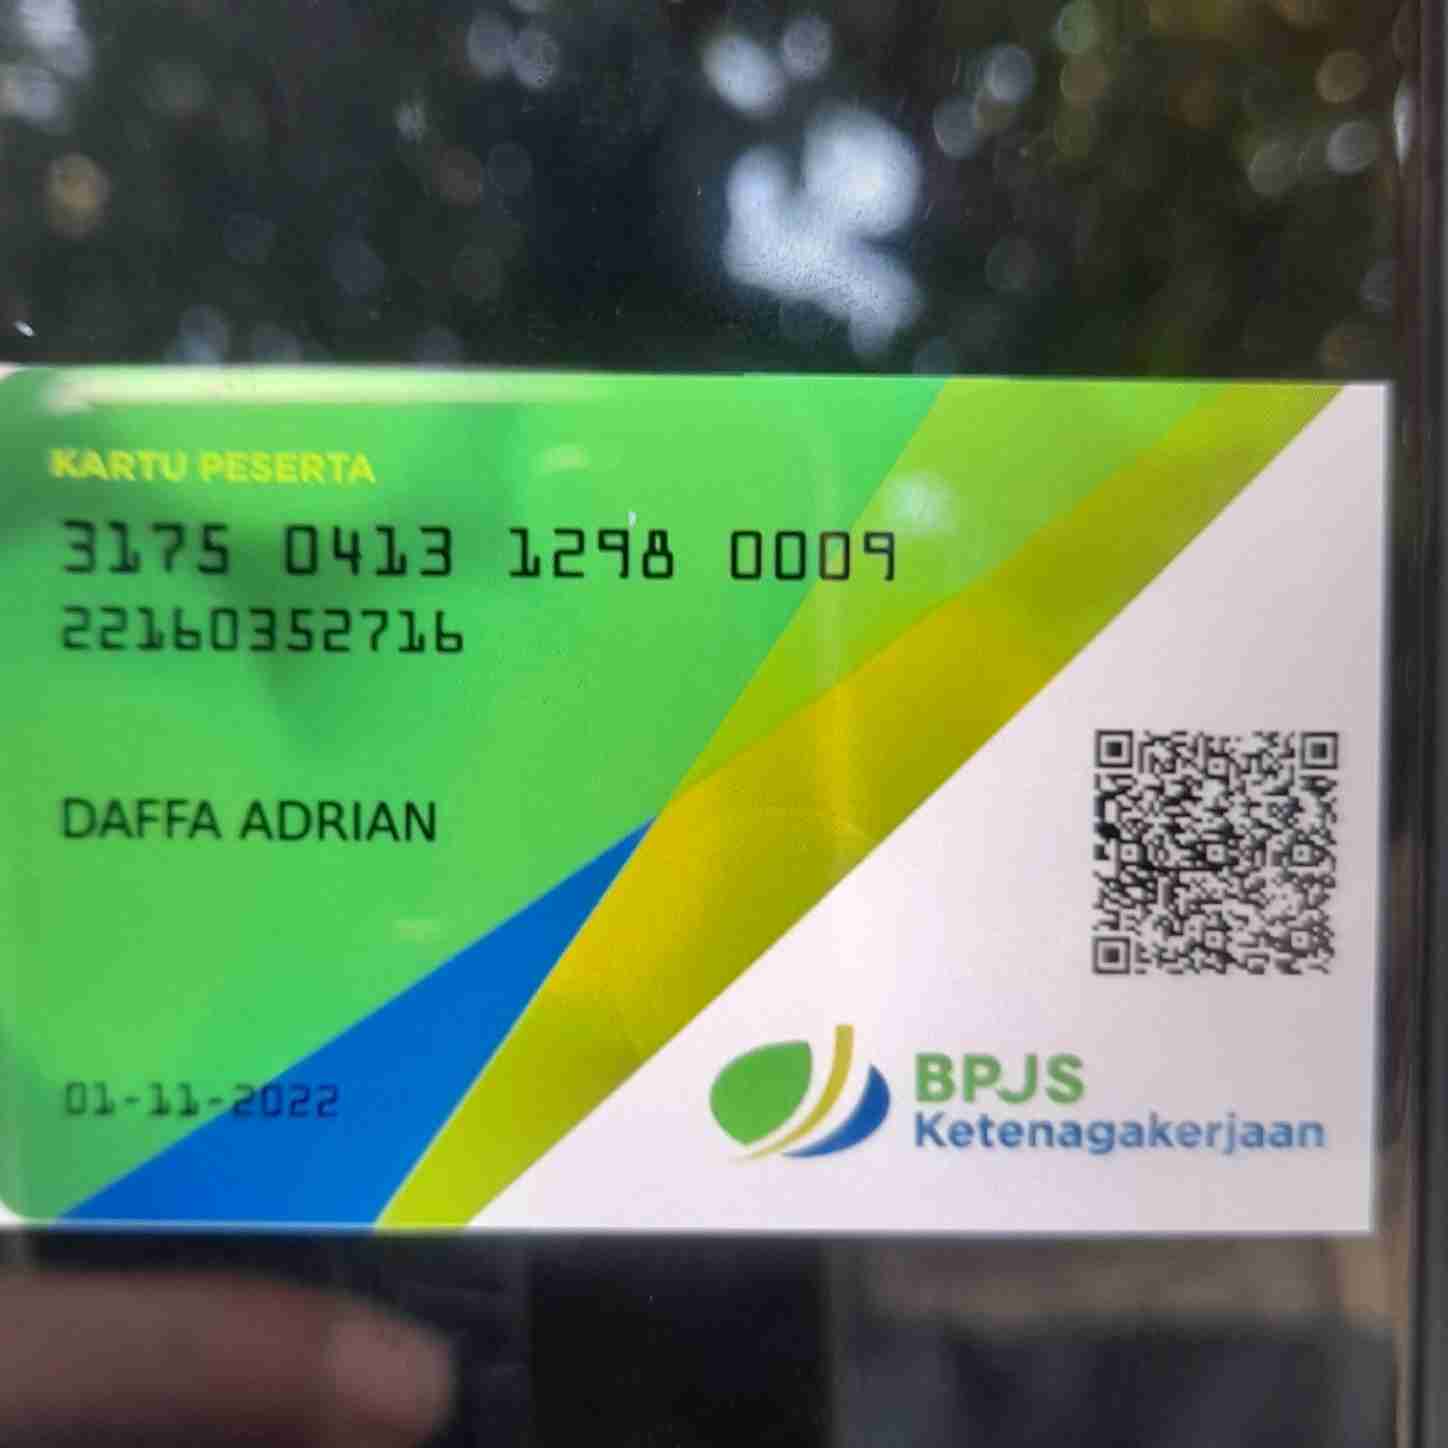 KARTU PESERTA
3175 0413 1298 0009
22160352716
DAFFA ADRIAN
01-11-2022
BPJS
Ketenagakerjaan